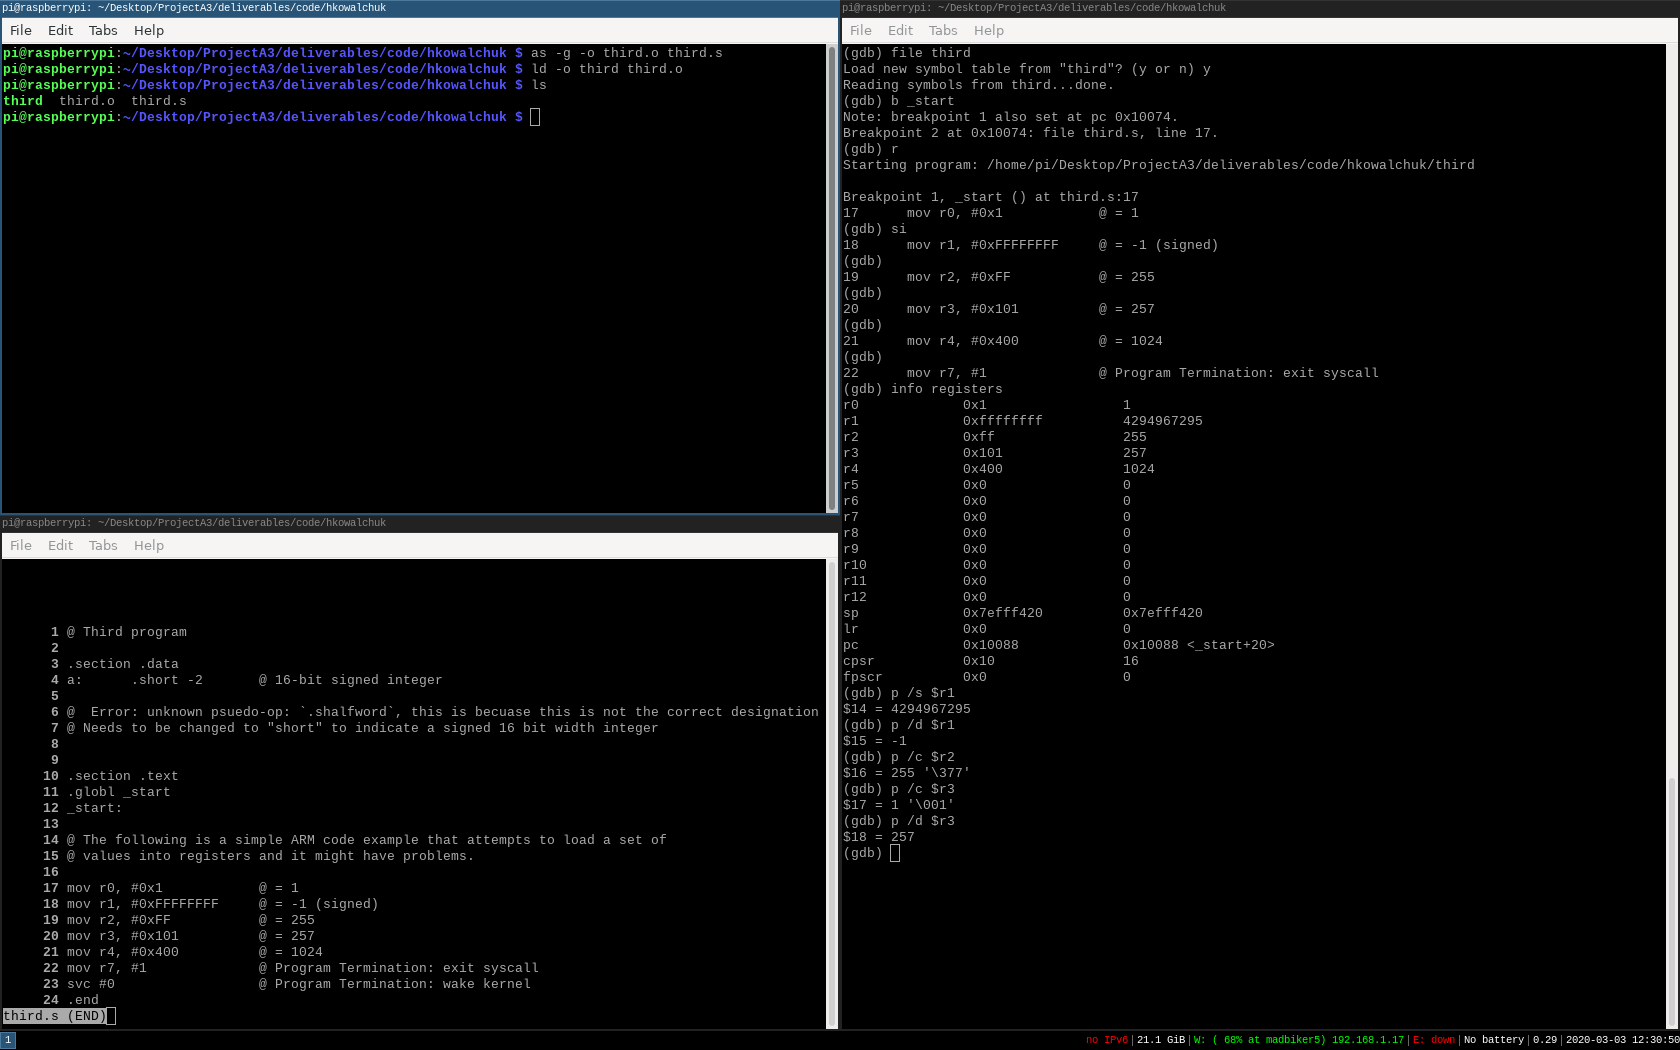 pi@raspberrypi: ~/Desktop/ProjectA3/deliverables/code/hkowalchuk
File Edit Tabs Help
pi@raspberrypi:~/Desktop/ProjectA3/deliverables/code/hkowalchuk $ as -g -o third.o third.s
pi@raspberrypi:~/Desktop/ProjectA3/deliverables/code/hkowalchuk $ ld -o third third.o
pi@raspberrypi:~/Desktop/ProjectA3/deliverables/code/hkowalchuk $ ls
third  third.o  third.s
pi@raspberrypi:~/Desktop/ProjectA3/deliverables/code/hkowalchuk $
pi@raspberrypi: ~/Desktop/ProjectA3/deliverables/code/hkowalchuk
File Edit Tabs Help
1 @ Third program
2
3 .section .data
4 a:      .short -2       @ 16-bit signed integer
5
6 @  Error: unknown psuedo-op: `.shalfword`, this is becuase this is not the correct designation
7 @ Needs to be changed to "short" to indicate a signed 16 bit width integer
8
9
10 .section .text
11 .globl _start
12 _start:
13
14 @ The following is a simple ARM code example that attempts to load a set of
15 @ values into registers and it might have problems.
16
17 mov r0, #0x1            @ = 1
18 mov r1, #0xFFFFFFFF     @ = -1 (signed)
19 mov r2, #0xFF           @ = 255
20 mov r3, #0x101          @ = 257
21 mov r4, #0x400          @ = 1024
22 mov r7, #1              @ Program Termination: exit syscall
23 svc #0                  @ Program Termination: wake kernel
24 .end
third.s (END)
pi@raspberrypi: ~/Desktop/ProjectA3/deliverables/code/hkowalchuk
File Edit Tabs Help
(gdb) file third
Load new symbol table from "third"? (y or n) y
Reading symbols from third...done.
(gdb) b _start
Note: breakpoint 1 also set at pc 0x10074.
Breakpoint 2 at 0x10074: file third.s, line 17.
(gdb) r
Starting program: /home/pi/Desktop/ProjectA3/deliverables/code/hkowalchuk/third
Breakpoint 1, _start () at third.s:17
17      mov r0, #0x1            @ = 1
(gdb) si
18      mov r1, #0xFFFFFFFF     @ = -1 (signed)
(gdb)
19      mov r2, #0xFF           @ = 255
(gdb)
20      mov r3, #0x101          @ = 257
(gdb)
21      mov r4, #0x400          @ = 1024
(gdb)
22      mov r7, #1              @ Program Termination: exit syscall
(gdb) info registers
r0             0x1                 1
r1             0xffffffff          4294967295
r2             0xff                255
r3             0x101               257
r4             0x400               1024
r5             0x0                 0
r6             0x0                 0
r7             0x0                 0
r8             0x0                 0
r9             0x0                 0
r10            0x0                 0
r11            0x0                 0
r12            0x0                 0
sp             0x7efff420          0x7efff420
lr             0x0                 0
pc             0x10088             0x10088 <_start+20>
cpsr           0x10                16
fpscr          0x0                 0
(gdb) p /s $r1
$14 = 4294967295
(gdb) p /d $r1
$15 = -1
(gdb) p /c $r2
$16 = 255 '\377'
(gdb) p /c $r3
$17 = 1 '\001'
(gdb) p /d $r3
$18 = 257
(gdb)
1
no IPv6|21.1 GiB|W: ( 68% at madbiker5) 192.168.1.17|E: down|No battery|0.29|2020-03-03 12:30:50